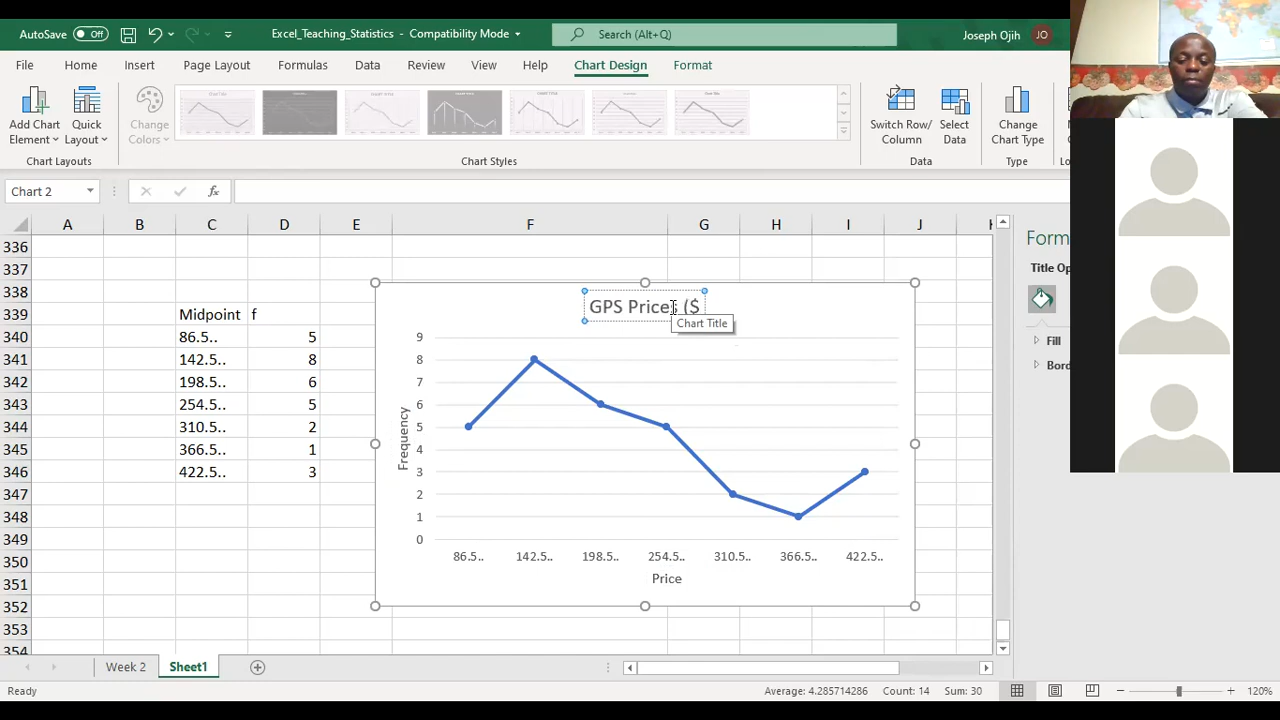 AutoSave Off Excel_Teaching_Statistics - Compatibility Mode Search (Alt+Q) Joseph Ojih JO
File Home Insert Page Layout Formulas Data Review View Help Chart Design Format
Add Chart Element Quick Layout Change Colors Switch Row/ Column Select Data Change Chart Type
Chart Layouts Chart Styles Data Type
Chart 2 fx
A B C D E F G H I J
336
337 Form
338 Title Op
GPS Prices ($
339 Midpoint f
Chart Title
340 86.5.. 5
341 142.5.. 8
342 198.5.. 6
343 254.5.. 5
344 310.5.. 2
345 366.5.. 1
346 422.5.. 3
347
348
349
350
351
352
353
354
Fill
Bord
9
8
7
6
5
4
3
2
1
0
Frequency
86.5.. 142.5.. 198.5.. 254.5.. 310.5.. 366.5.. 422.5..
Price
Week 2 Sheet1
Ready Average: 4.285714286 Count: 14 Sum: 30 120%